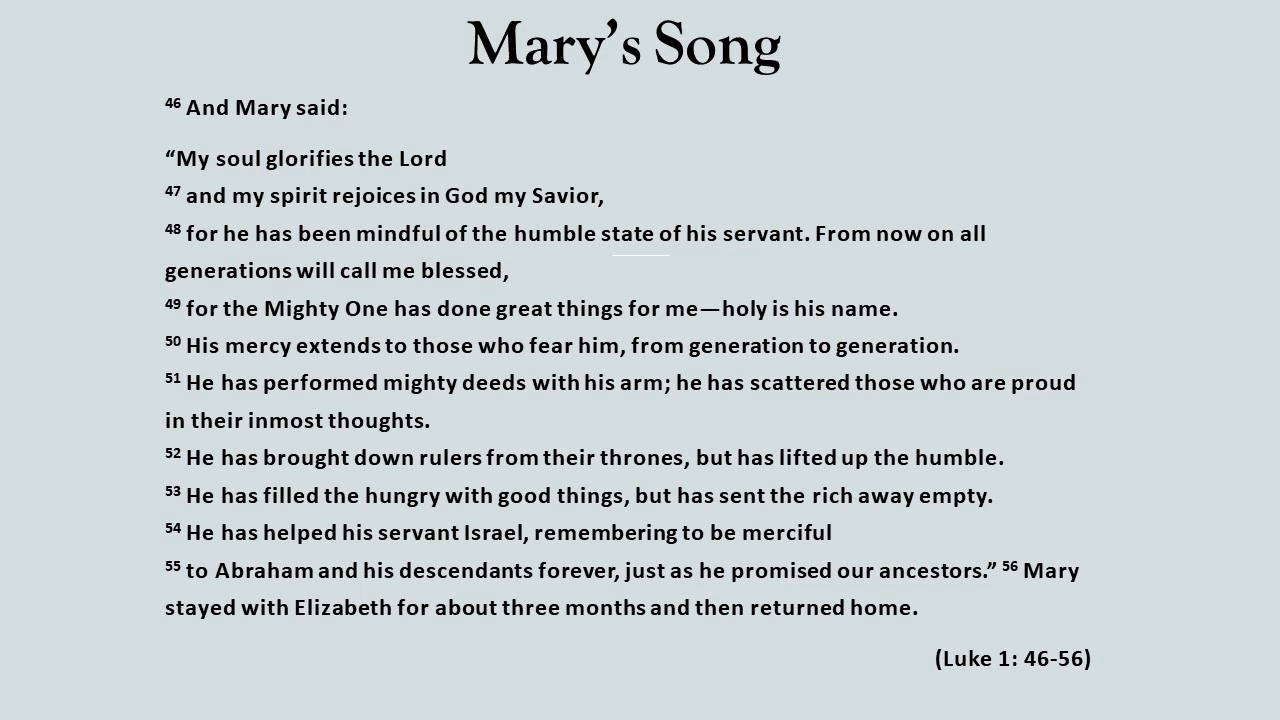 Mary’s Song
46 And Mary said:
“My soul glorifies the Lord
47 and my spirit rejoices in God my Savior,
48 for he has been mindful of the humble state of his servant. From now on all
generations will call me blessed,
49 for the Mighty One has done great things for me—holy is his name.
50 His mercy extends to those who fear him, from generation to generation.
51 He has performed mighty deeds with his arm; he has scattered those who are proud
in their inmost thoughts.
52 He has brought down rulers from their thrones, but has lifted up the humble.
53 He has filled the hungry with good things, but has sent the rich away empty.
54 He has helped his servant Israel, remembering to be merciful
55 to Abraham and his descendants forever, just as he promised our ancestors.” 56 Mary
stayed with Elizabeth for about three months and then returned home.
(Luke 1: 46-56)